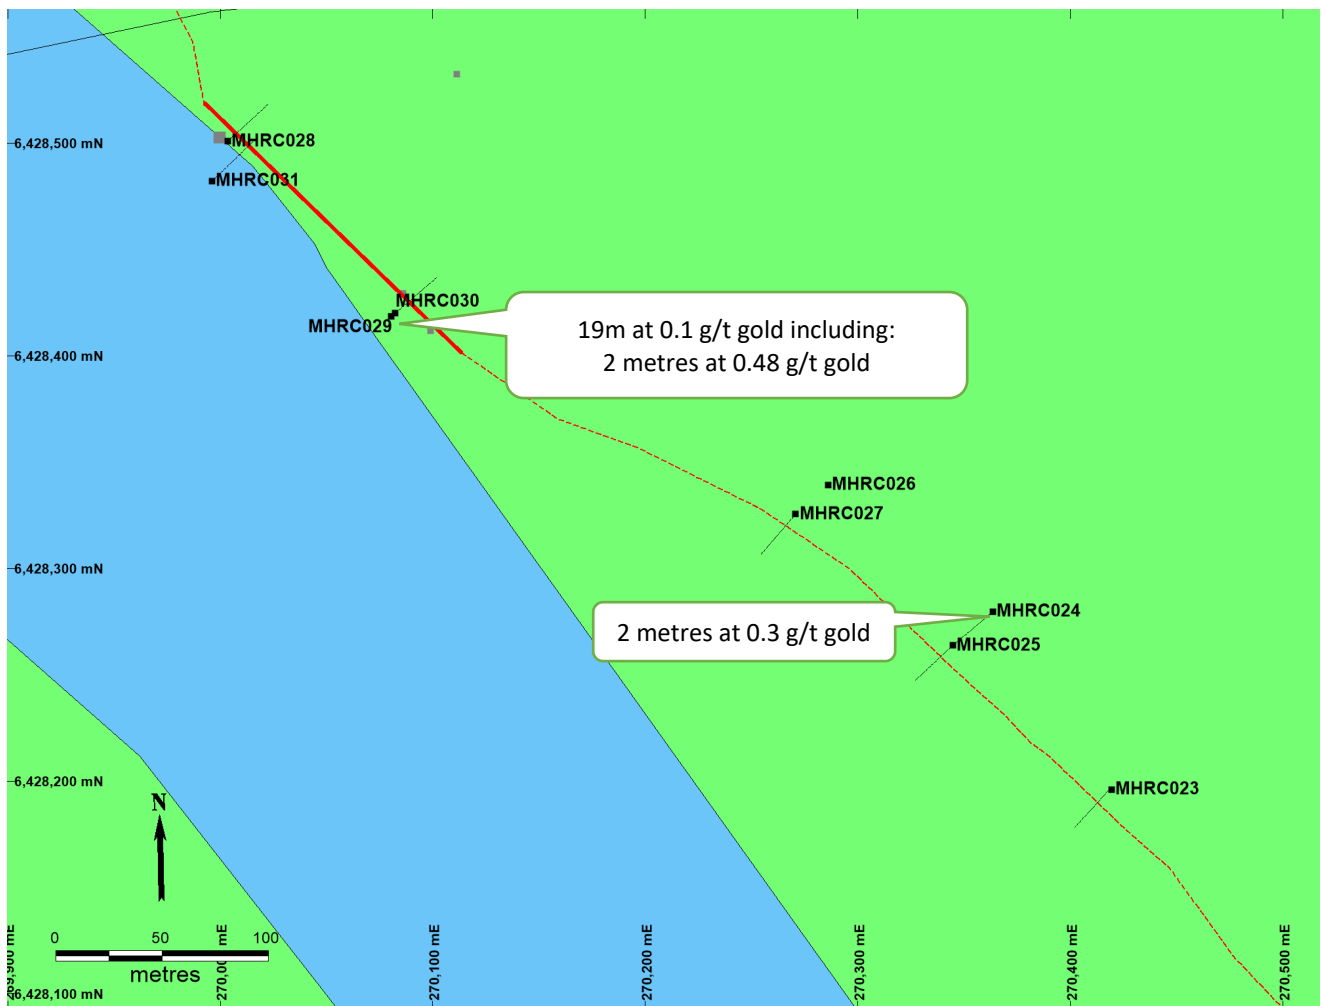 6,428,500 mN
MHRC028
MHRC031
MHRC030
MHRC029
19m at 0.1 g/t gold including:
2 metres at 0.48 g/t gold
6,428,400 mN
MHRC026
MHRC027
6,428,300 mN
MHRC024
2 metres at 0.3 g/t gold
MHRC025
6,428,200 mN
MHRC023
N
0 50 100
metres
mE
270,100 mE
270,200 mE
270,300 mE
270,400 mE
270,500 mE
6,428,100 mN